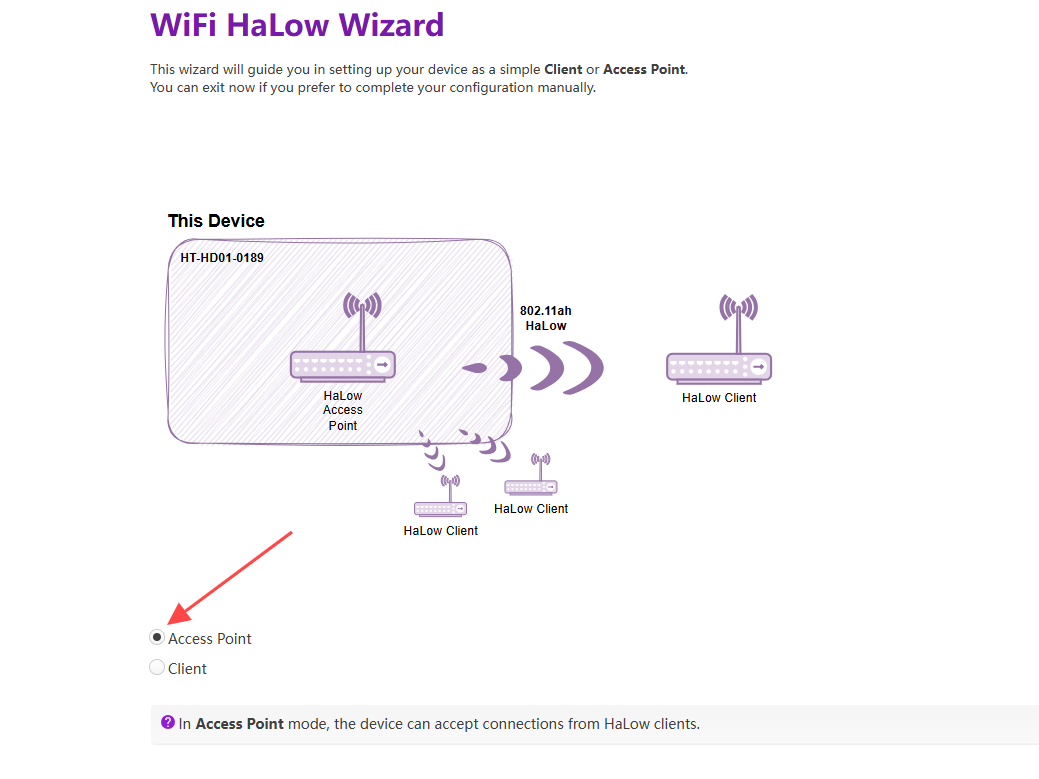 WiFi HaLow Wizard
This wizard will guide you in setting up your device as a simple Client or Access Point.
You can exit now if you prefer to complete your configuration manually.
This Device
HT-HD01-0189
802.11ah
HaLow
HaLow
Access
Point
HaLow Client
HaLow Client
HaLow Client
Access Point
Client
? In Access Point mode, the device can accept connections from HaLow clients.